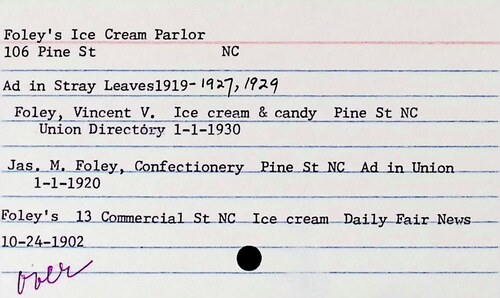 Foley's Ice Cream Parlor
106 Pine St NC
Ad in Stray Leaves1919-1927,1929
Foley, Vincent V. Ice cream & candy Pine St NC
Union Directory 1-1-1930
Jas. M. Foley, Confectionery Pine St NC Ad in Union
1-1-1920
Foley's 13 Commercial St NC Ice cream Daily Fair News
10-24-1902
over